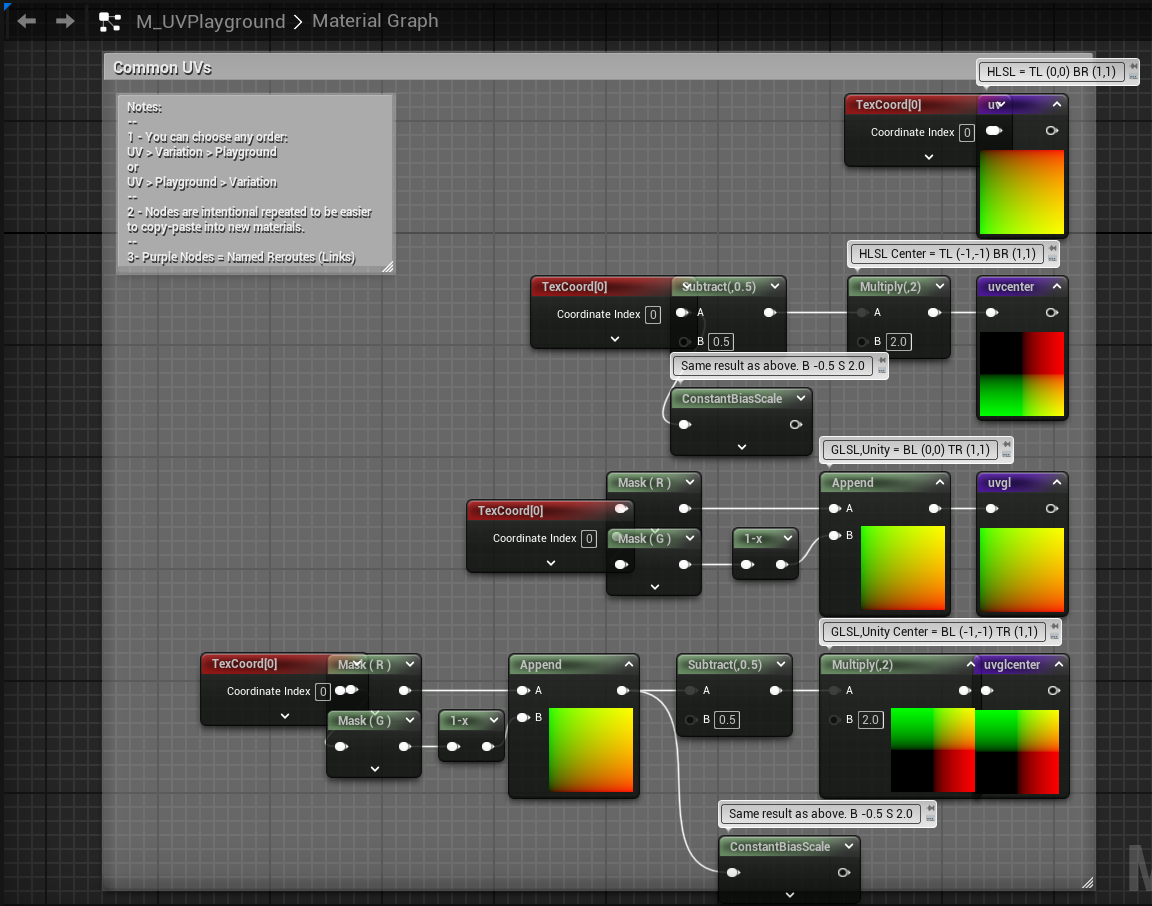 M_UVPlayground > Material Graph
Common UVs
HLSL = TL (0,0) BR (1,1)
Notes:
--
1 - You can choose any order:
UV > Variation > Playground
or
UV > Playground > Variation
--
2 - Nodes are intentional repeated to be easier
to copy-paste into new materials.
--
3- Purple Nodes = Named Reroutes (Links)
TexCoord[0]
uv
Coordinate Index 0
HLSL Center = TL (-1,-1) BR (1,1)
TexCoord[0]
Subtract(,0.5)
Multiply(,2)
uvcenter
Coordinate Index 0
A
A
B 0.5
B 2.0
Same result as above. B -0.5 S 2.0
ConstantBiasScale
GLSL,Unity = BL (0,0) TR (1,1)
Mask ( R )
Append
uvgl
TexCoord[0]
A
Coordinate Index 0
Mask ( G )
1-x
B
GLSL,Unity Center = BL (-1,-1) TR (1,1)
TexCoord[0]
Mask ( R )
Append
Subtract(,0.5)
Multiply(,2)
uvglcenter
Coordinate Index 0
A
A
A
Mask ( G )
1-x
B
B 0.5
B 2.0
Same result as above. B -0.5 S 2.0
ConstantBiasScale